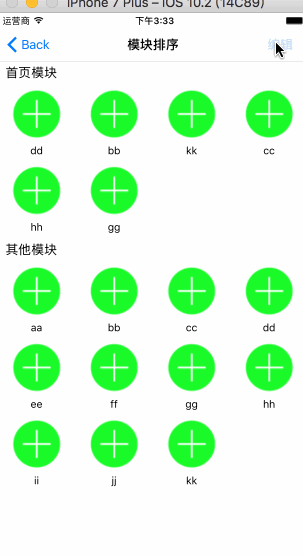 iPhone 7 Plus – iOS 10.2 (14C89)
运营商 下午3:33
Back 模块排序 编辑
首页模块
dd bb kk cc
hh gg
其他模块
aa bb cc dd
ee ff gg hh
ii jj kk